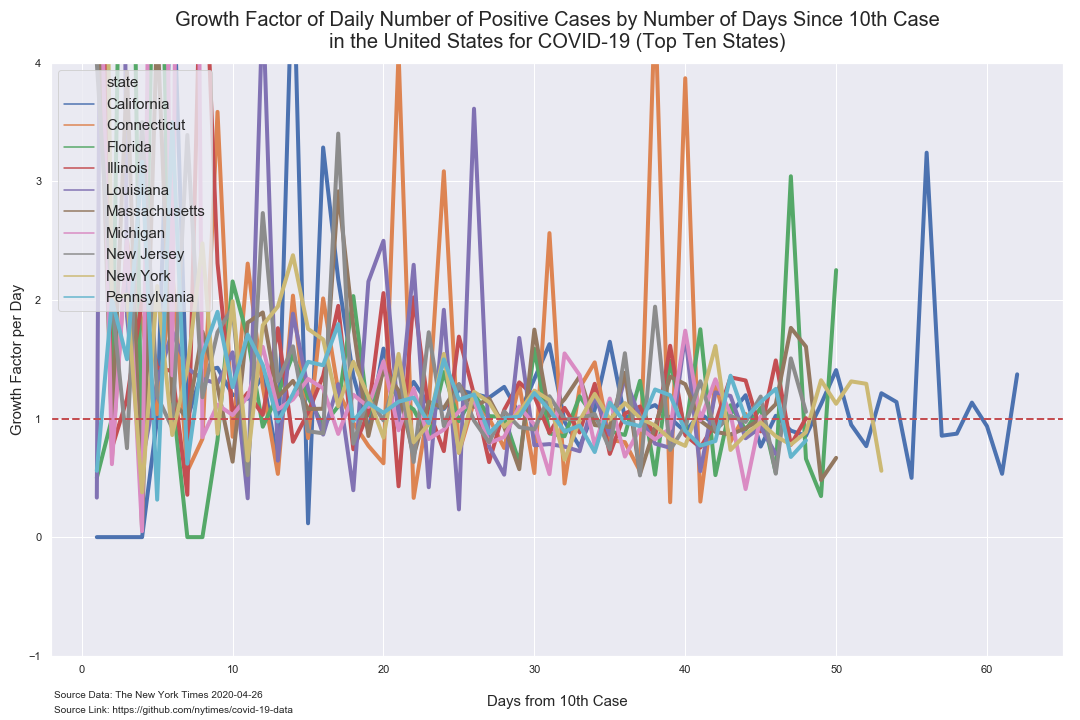 Growth Factor of Daily Number of Positive Cases by Number of Days Since 10th Case
in the United States for COVID-19 (Top Ten States)
4
3
2
1
0
−1
Growth Factor per Day
state
California
Connecticut
Florida
Illinois
Louisiana
Massachusetts
Michigan
New Jersey
New York
Pennsylvania
0 10 20 30 40 50 60
Days from 10th Case
Source Data: The New York Times 2020-04-26
Source Link: https://github.com/nytimes/covid-19-data